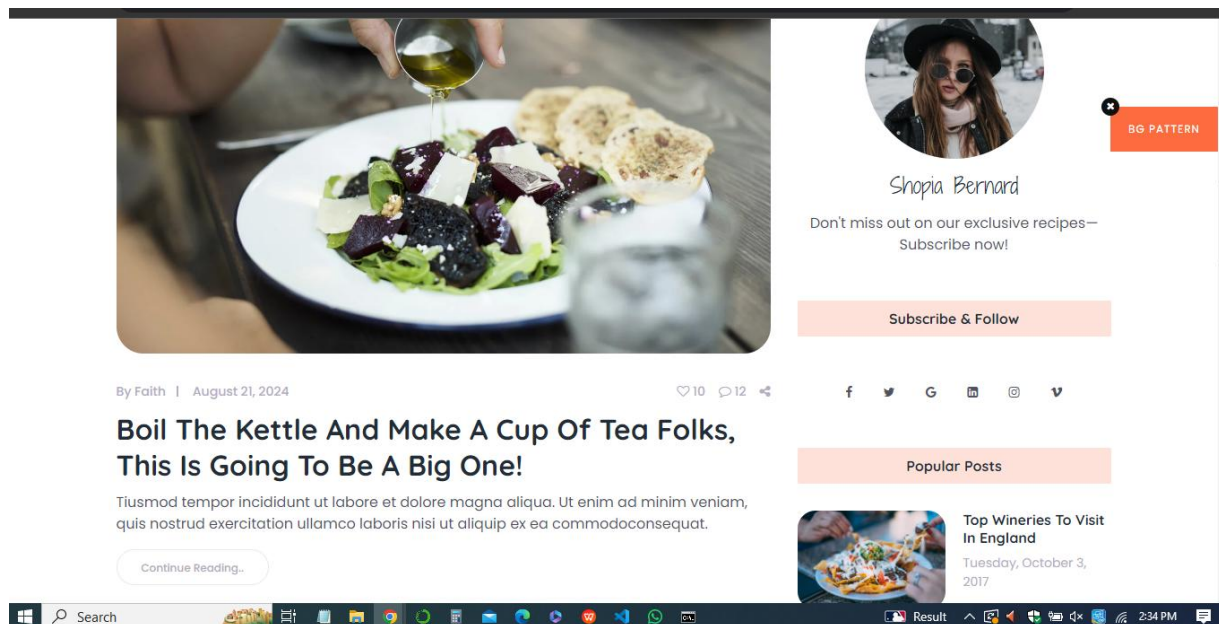 BG PATTERN
Shopia Bernard
Don't miss out on our exclusive recipes—
Subscribe now!
Subscribe & Follow
By Faith | August 21, 2024
10 12
Boil The Kettle And Make A Cup Of Tea Folks,
This Is Going To Be A Big One!
Tiusmod tempor incididunt ut labore et dolore magna aliqua. Ut enim ad minim veniam,
quis nostrud exercitation ullamco laboris nisi ut aliquip ex ea commodoconsequat.
Continue Reading..
Popular Posts
Top Wineries To Visit
In England
Tuesday, October 3,
2017
Search
Result
2:34 PM